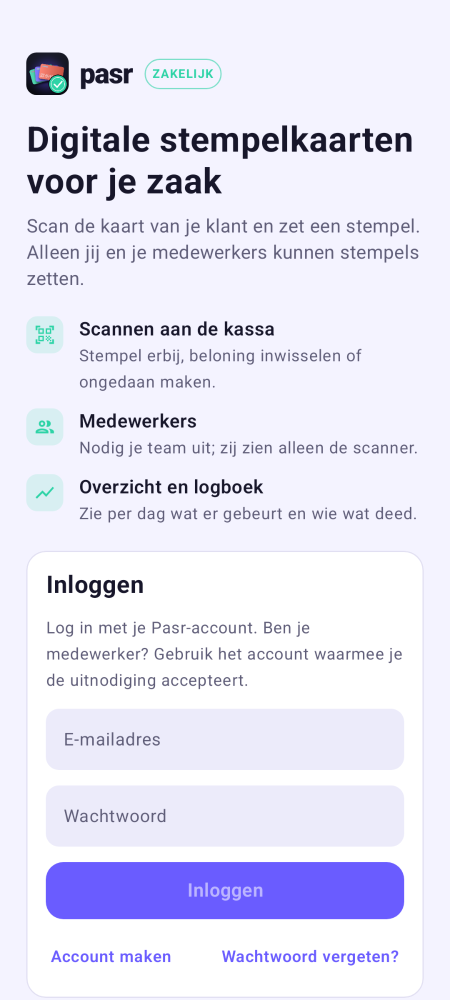 pasr
ZAKELIJK
Digitale stempelkaarten
voor je zaak
Scan de kaart van je klant en zet een stempel.
Alleen jij en je medewerkers kunnen stempels
zetten.
Scannen aan de kassa
Stempel erbij, beloning inwisselen of
ongedaan maken.
Medewerkers
Nodig je team uit; zij zien alleen de scanner.
Overzicht en logboek
Zie per dag wat er gebeurt en wie wat deed.
Inloggen
Log in met je Pasr-account. Ben je
medewerker? Gebruik het account waarmee je
de uitnodiging accepteert.
E-mailadres
Wachtwoord
Inloggen
Account maken
Wachtwoord vergeten?